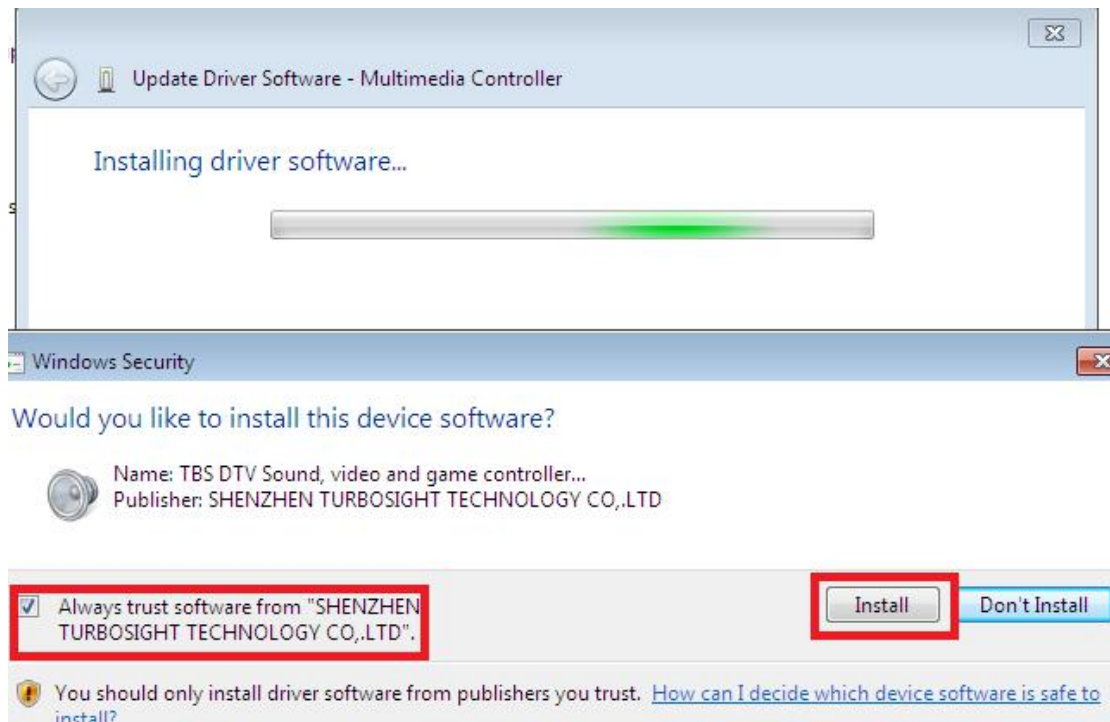 Update Driver Software - Multimedia Controller
Installing driver software...
Windows Security
Would you like to install this device software?
Name: TBS DTV Sound, video and game controller...
Publisher: SHENZHEN TURBOSIGHT TECHNOLOGY CO,.LTD
Always trust software from "SHENZHEN
TURBOSIGHT TECHNOLOGY CO,.LTD".
Install
Don't Install
You should only install driver software from publishers you trust. How can I decide which device software is safe to
install?